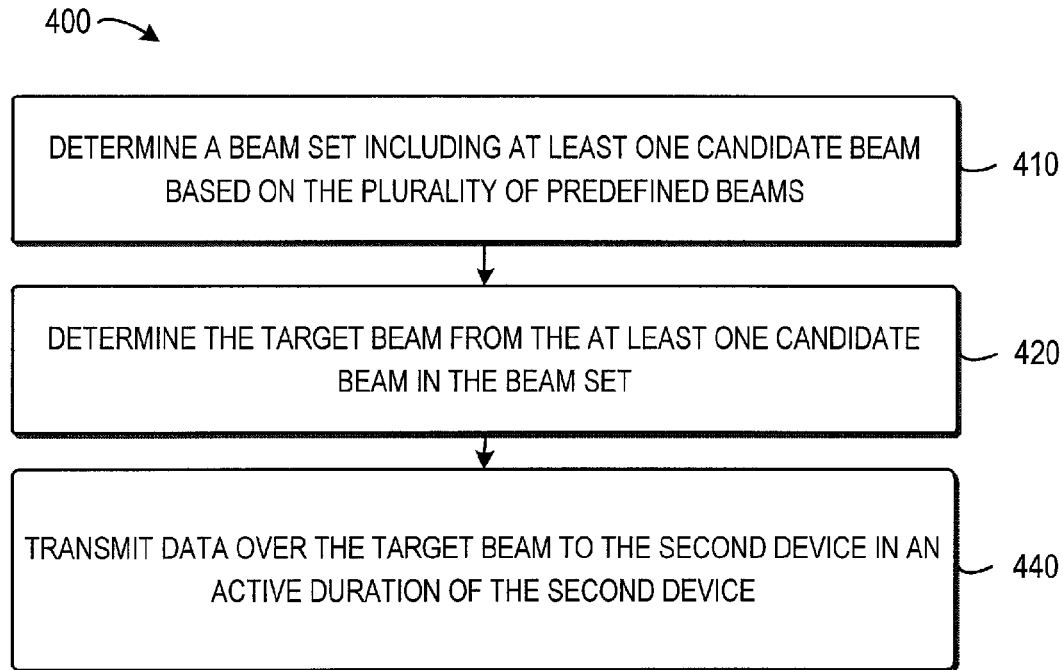 400
DETERMINE A BEAM SET INCLUDING AT LEAST ONE CANDIDATE BEAM
BASED ON THE PLURALITY OF PREDEFINED BEAMS
410
DETERMINE THE TARGET BEAM FROM THE AT LEAST ONE CANDIDATE
BEAM IN THE BEAM SET
420
TRANSMIT DATA OVER THE TARGET BEAM TO THE SECOND DEVICE IN AN
ACTIVE DURATION OF THE SECOND DEVICE
440